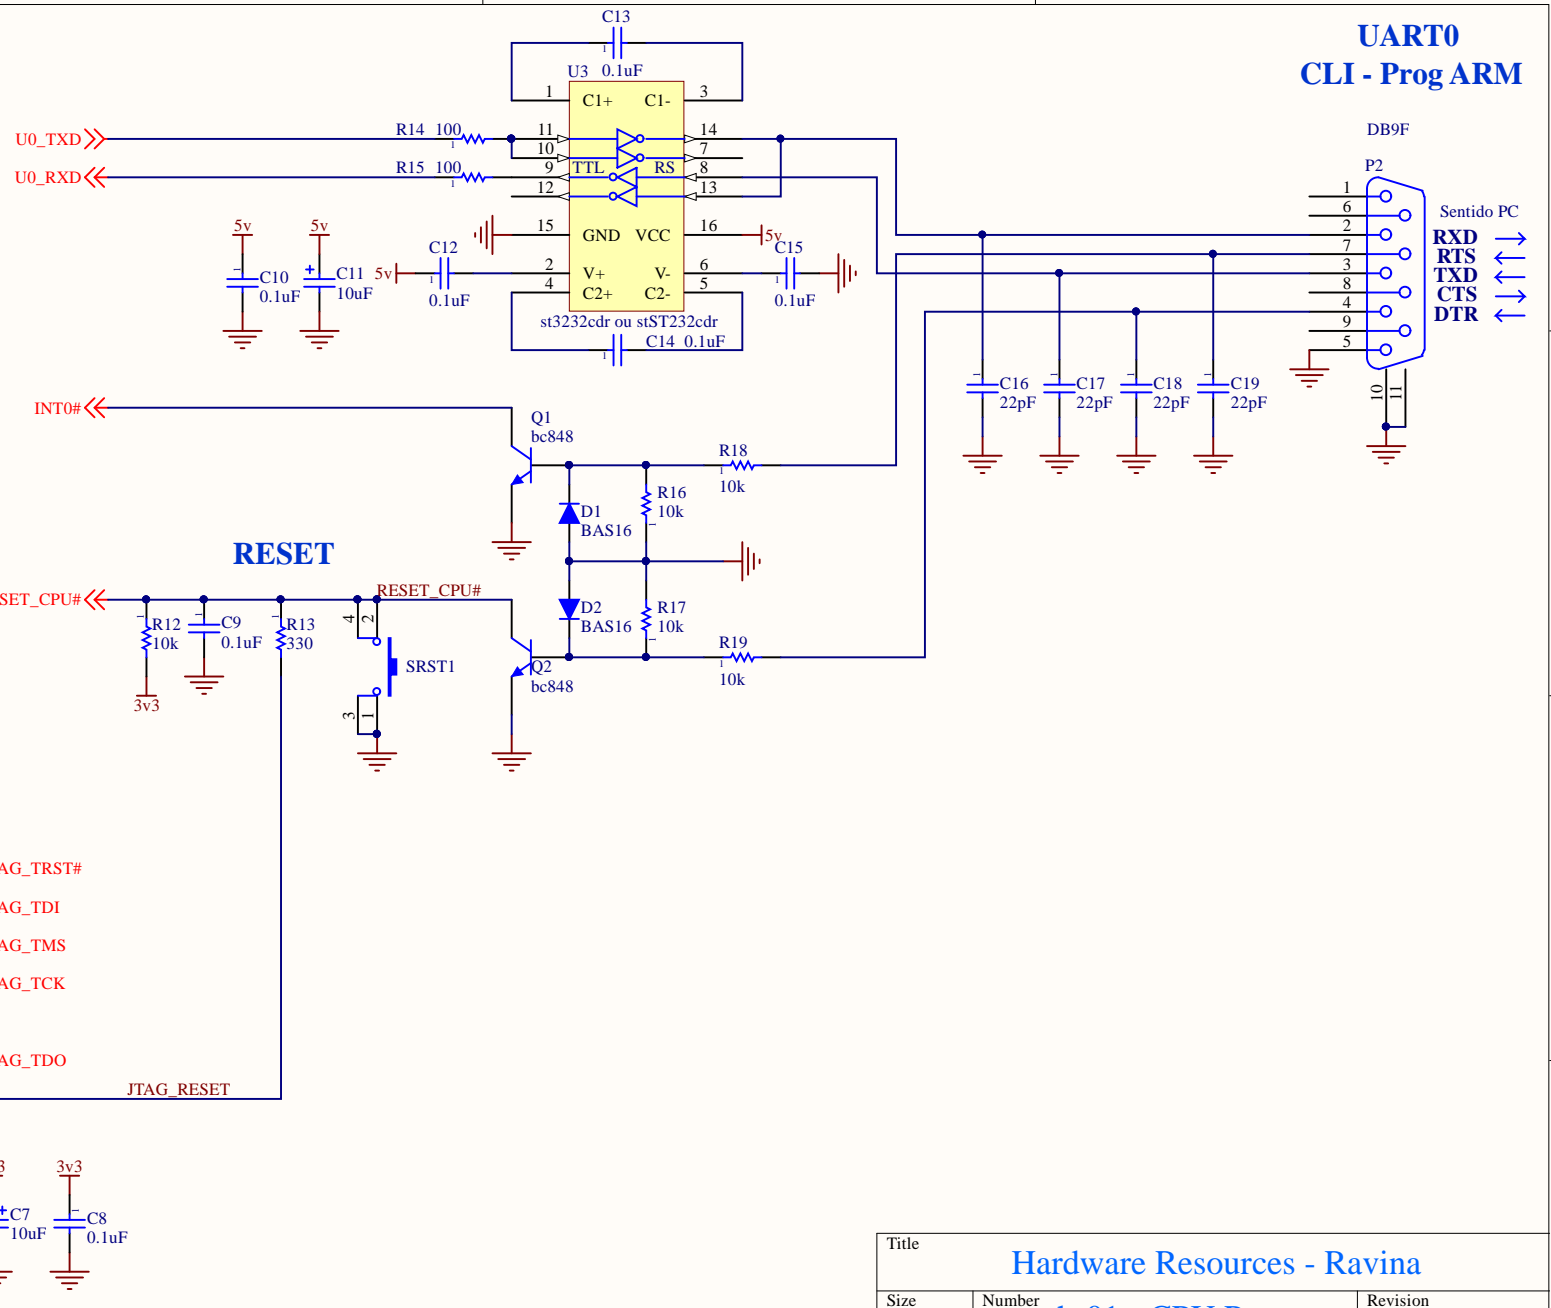 C13
UART0
CLI - Prog ARM
U3 0.1uF
1 C1+ C1- 3
DB9F
U0_TXD R14 100 1 11 14
10 7
P2
U0_RXD R15 100 1 9 TTL RS 8
12 13
1
6
Sentido PC
5v 5v
15 GND VCC 16 5v
2 RXD
7 RTS
3 TXD
8 CTS
4 DTR
9
5
10 11
C10
0.1uF
C11
10uF
5v C12
0.1uF
2 V+ V- 6
4 C2+ C2- 5
C15
0.1uF
st3232cdr ou stST232cdr
C14 0.1uF
C16
22pF
C17
22pF
C18
22pF
C19
22pF
INT0#
Q1
bc848
R18
10k
R16
10k
D1
BAS16
RESET
SET_CPU#
RESET_CPU#
R12
10k
3v3
C9
0.1uF
R13
330
4 2
SRST1
3 1
D2
BAS16
R17
10k
R19
10k
Q2
bc848
AG_TRST#
AG_TDI
AG_TMS
AG_TCK
AG_TDO
JTAG_RESET
3 3v3
C7
10uF
C8
0.1uF
Title
Hardware Resources - Ravina
Size Number Revision